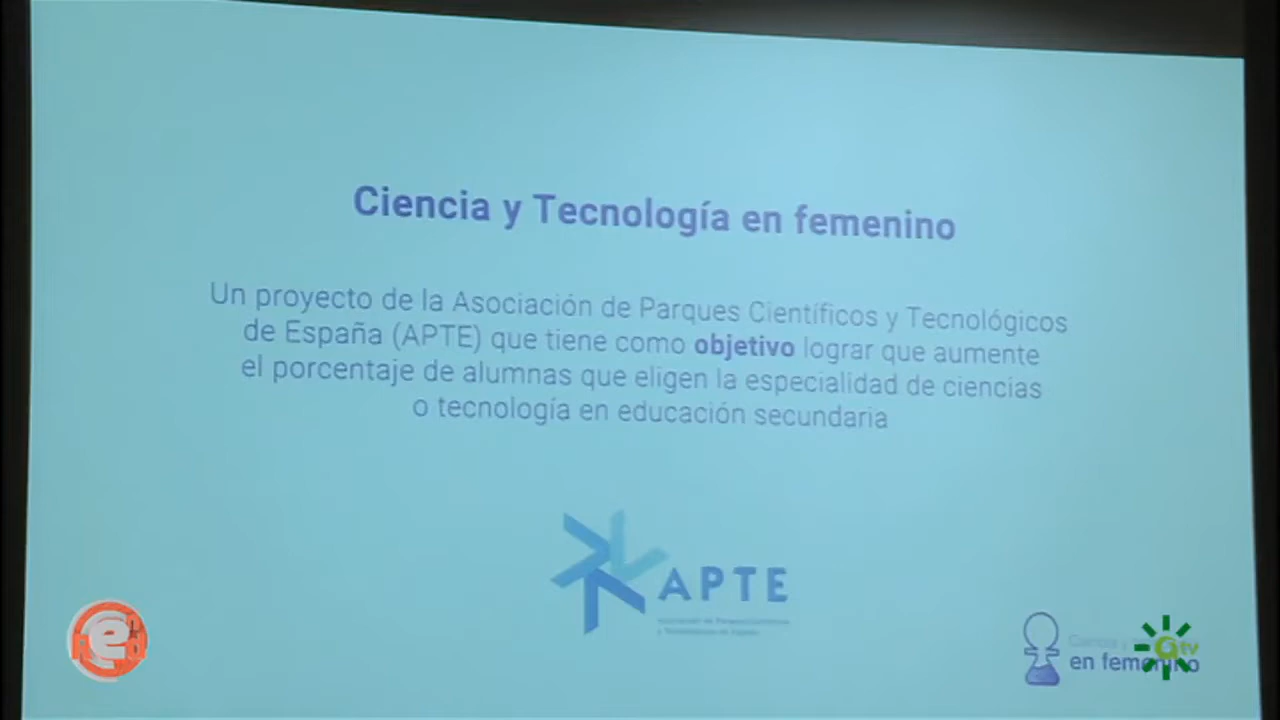 Ciencia y Tecnología en femenino
Un proyecto de la Asociación de Parques Científicos y Tecnológicos
de España (APTE) que tiene como objetivo lograr que aumente
el porcentaje de alumnas que eligen la especialidad de ciencias
o tecnología en educación secundaria
APTE
en femenino
tv